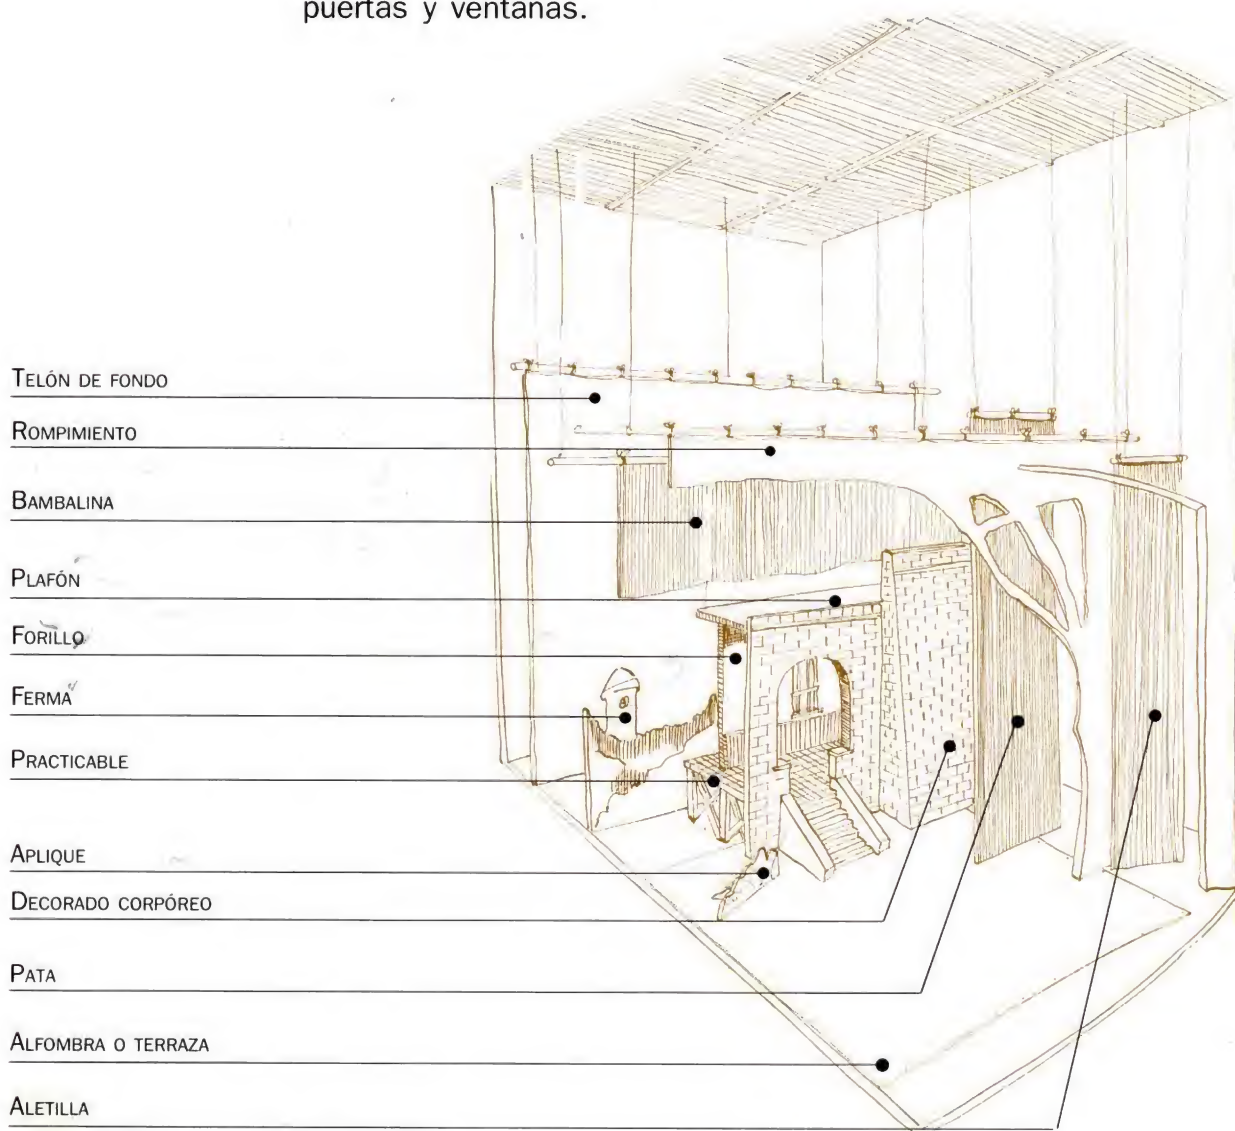 puertas y ventanas.
TELÓN DE FONDO
ROMPIMIENTO
BAMBALINA
PLAFÓN
FORILLO
FERMA
PRACTICABLE
APLIQUE
DECORADO CORPÓREO
PATA
ALFOMBRA O TERRAZA
ALETILLA